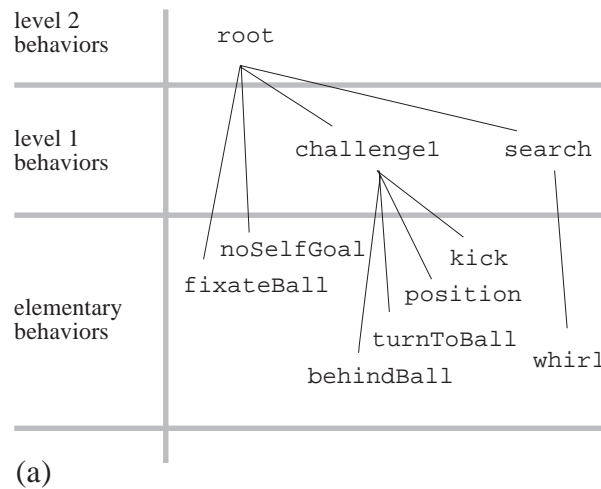 level 2
behaviors
root
level 1
behaviors
challenge1
search
noSelfGoal
kick
fixateBall
position
elementary
behaviors
turnToBall
whirl
behindBall
(a)